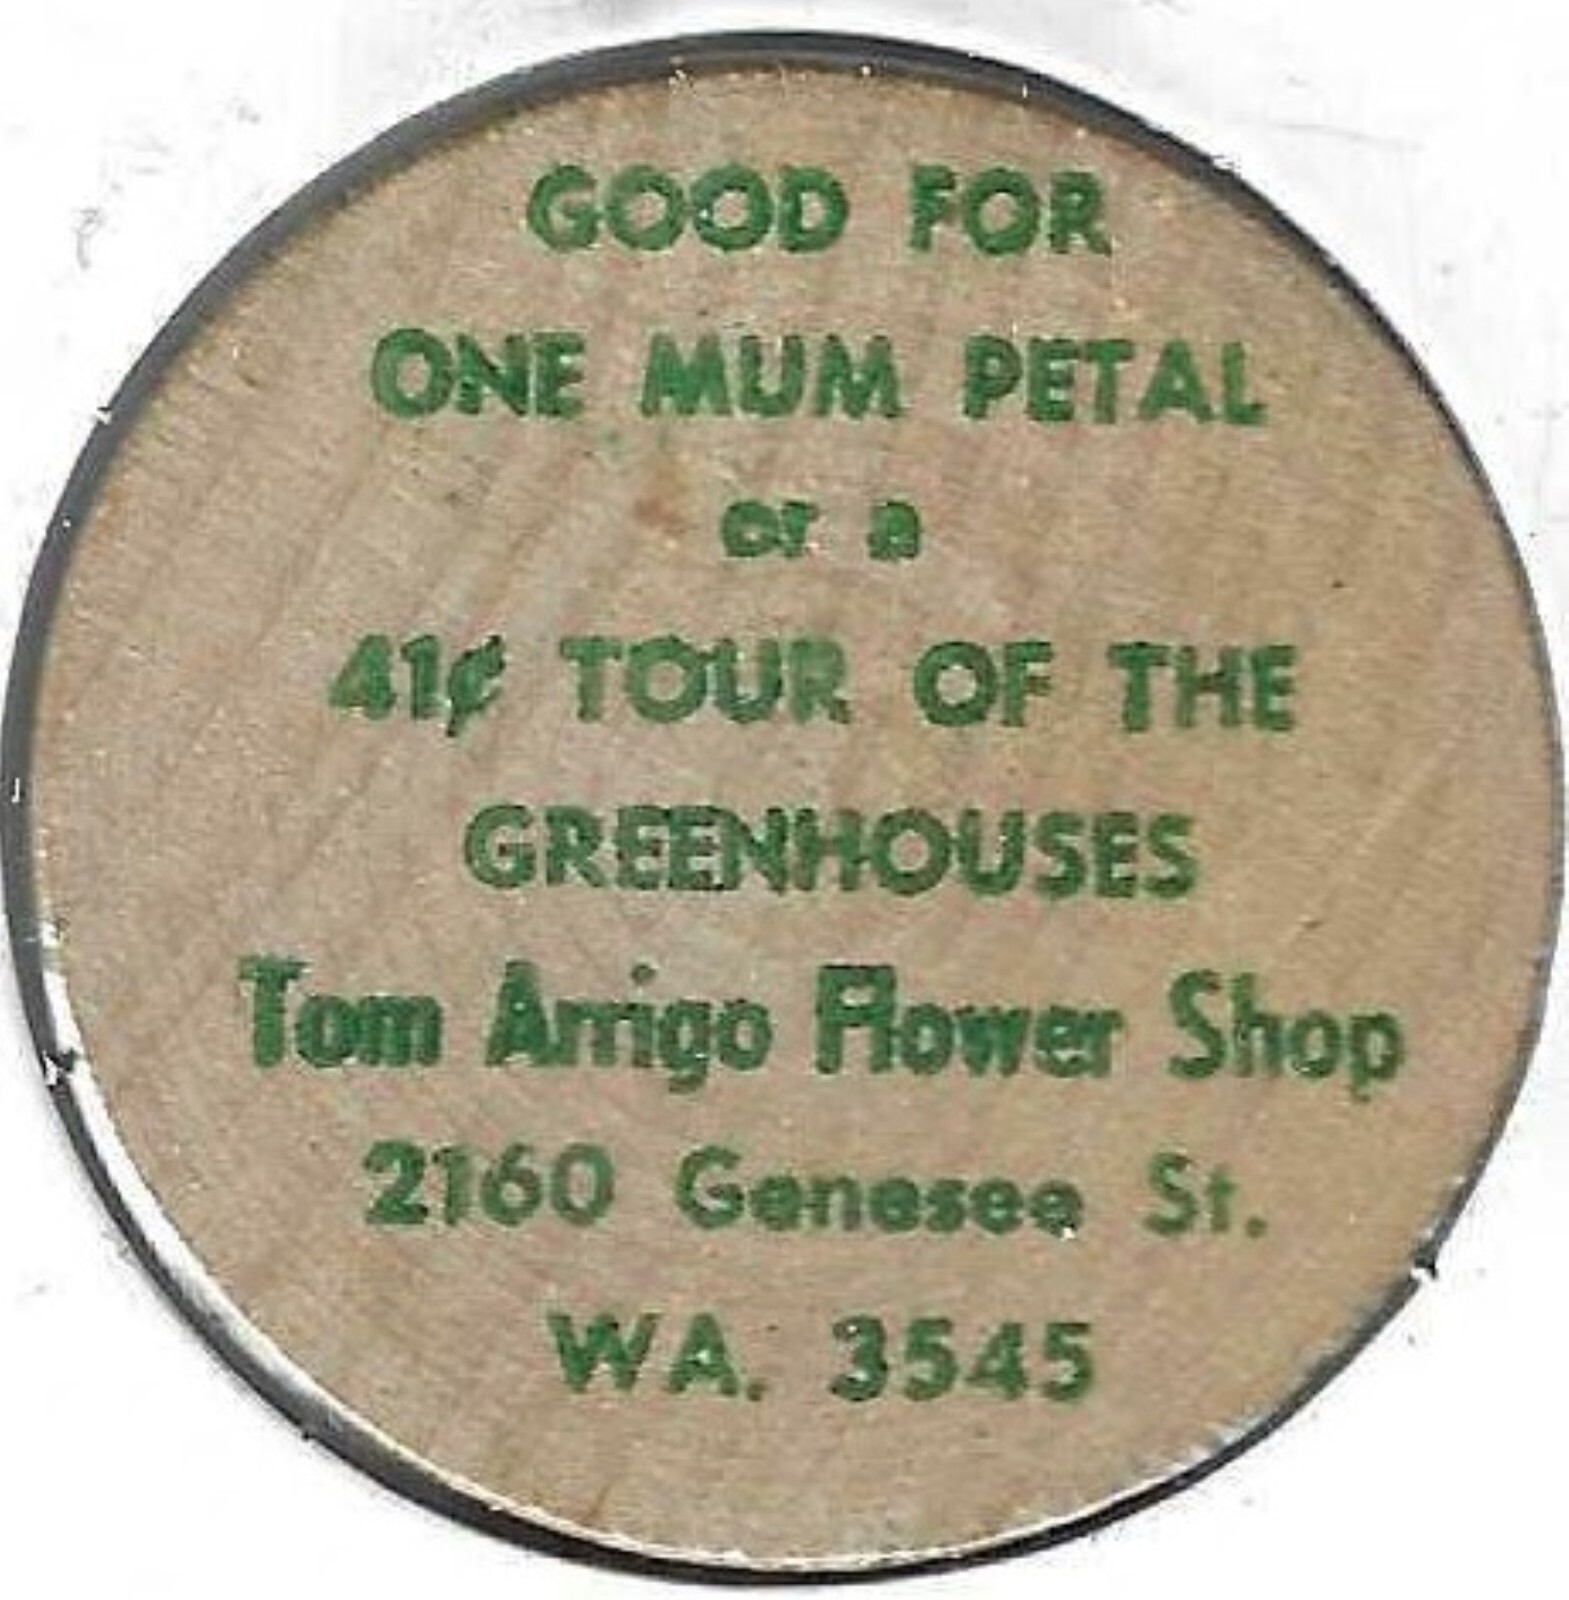 GOOD FOR
ONE MUM PETAL
or a
41¢ TOUR OF THE
GREENHOUSES
Tom Arrigo Flower Shop
2160 Genesee St.
WA. 3545